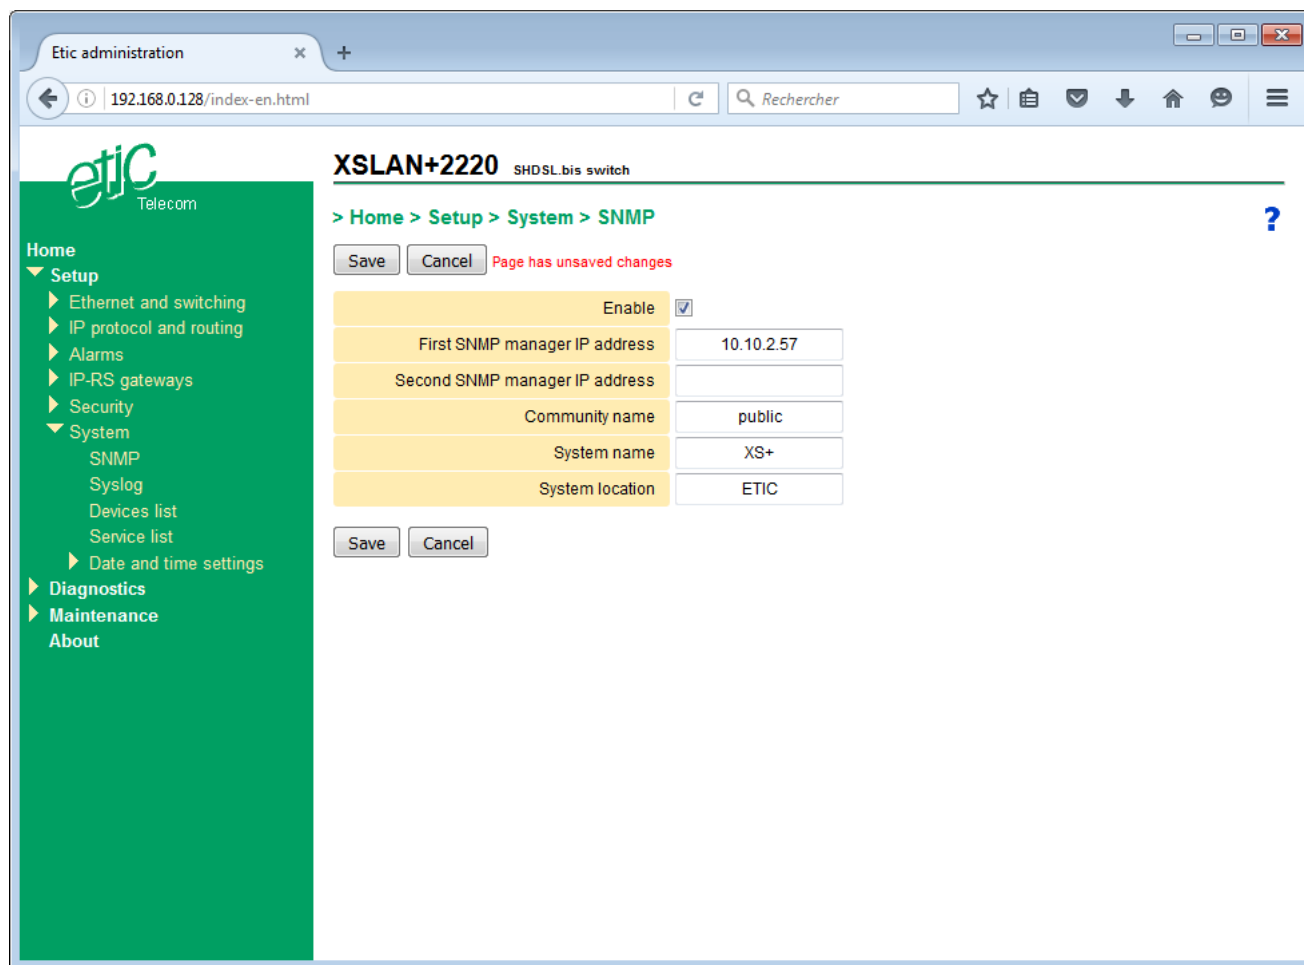 Etic administration
192.168.0.128/index-en.html
Rechercher
etic
Telecom
XSLAN+2220 SHDSL.bis switch
> Home > Setup > System > SNMP
?
Save Cancel Page has unsaved changes
Enable
First SNMP manager IP address 10.10.2.57
Second SNMP manager IP address
Community name public
System name XS+
System location ETIC
Save Cancel
Home
Setup
Ethernet and switching
IP protocol and routing
Alarms
IP-RS gateways
Security
System
SNMP
Syslog
Devices list
Service list
Date and time settings
Diagnostics
Maintenance
About